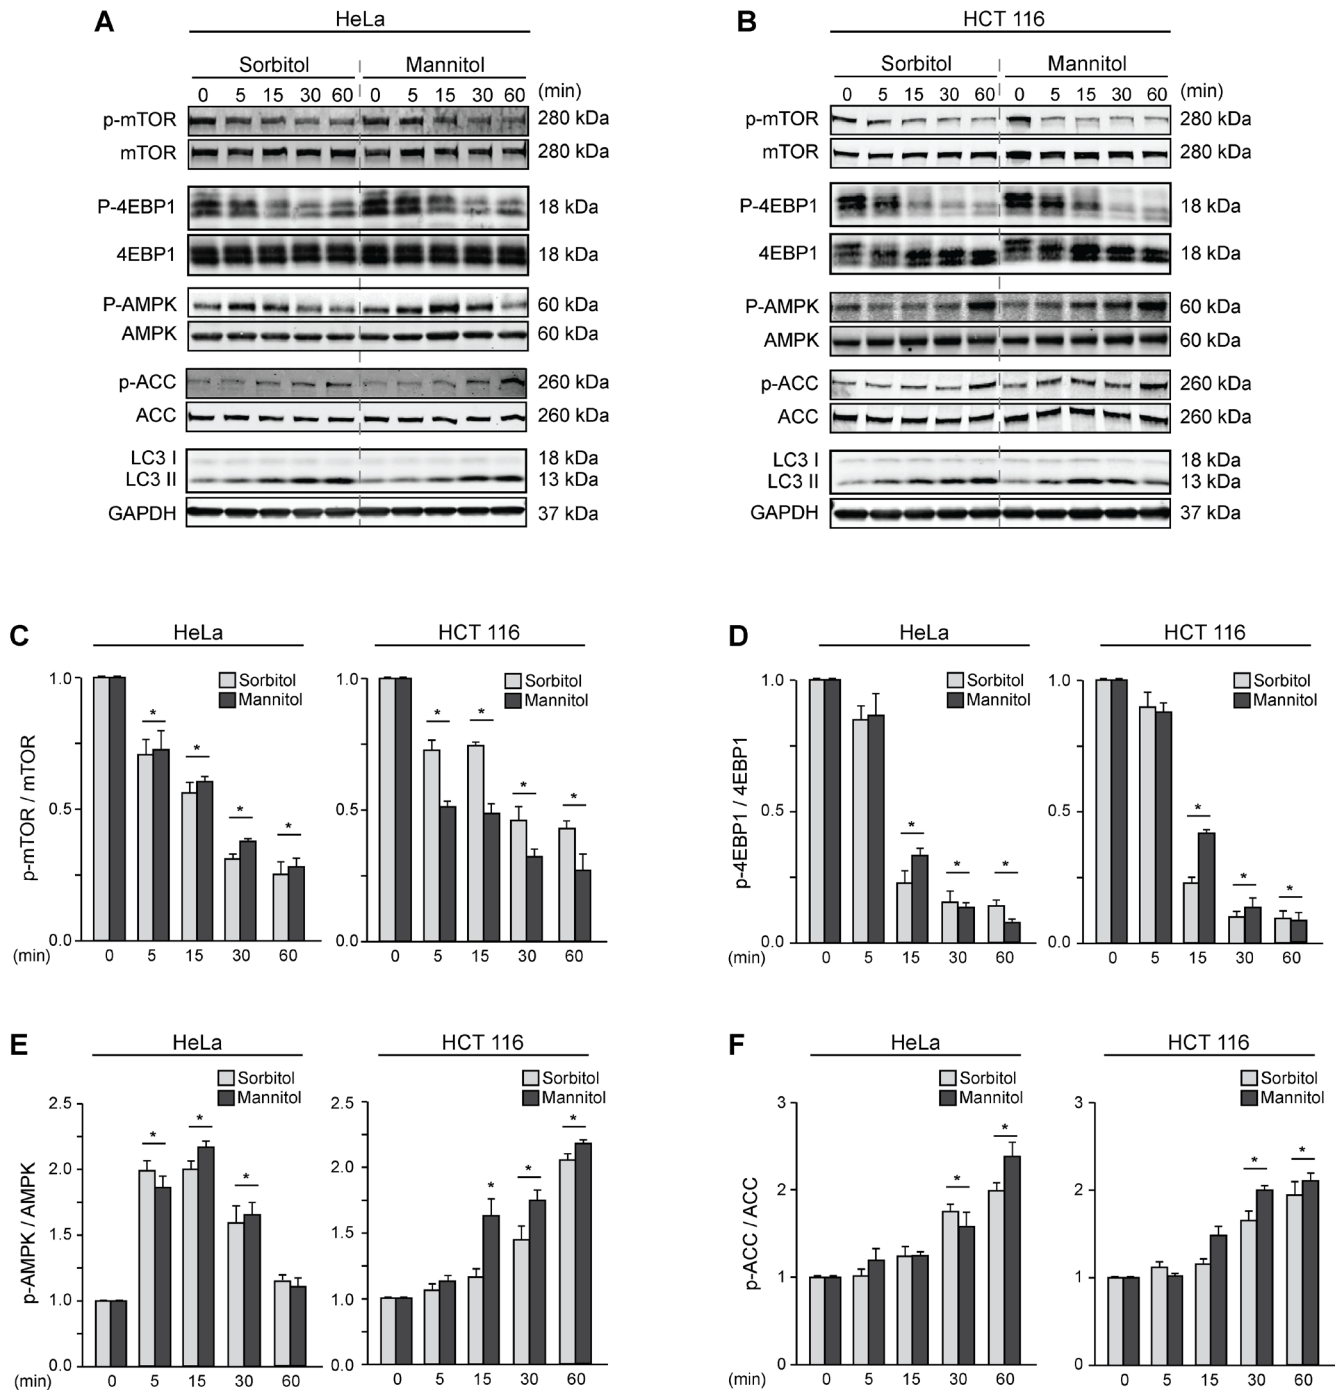 A
HeLa
Sorbitol Mannitol
0 5 15 30 60 0 5 15 30 60 (min)
p-mTOR 280 kDa
mTOR 280 kDa
P-4EBP1 18 kDa
4EBP1 18 kDa
P-AMPK 60 kDa
AMPK 60 kDa
p-ACC 260 kDa
ACC 260 kDa
LC3 I 18 kDa
LC3 II 13 kDa
GAPDH 37 kDa
B
HCT 116
Sorbitol Mannitol
0 5 15 30 60 0 5 15 30 60 (min)
p-mTOR 280 kDa
mTOR 280 kDa
P-4EBP1 18 kDa
4EBP1 18 kDa
P-AMPK 60 kDa
AMPK 60 kDa
p-ACC 260 kDa
ACC 260 kDa
LC3 I 18 kDa
LC3 II 13 kDa
GAPDH 37 kDa
C
HeLa
Sorbitol
Mannitol
p-mTOR / mTOR
1.0
0.5
0.0
* * * *
(min) 0 5 15 30 60
HCT 116
Sorbitol
Mannitol
1.0
0.5
0.0
* * * *
0 5 15 30 60
D
HeLa
Sorbitol
Mannitol
p-4EBP1 / 4EBP1
1.0
0.5
0.0
* * *
(min) 0 5 15 30 60
HCT 116
Sorbitol
Mannitol
1.0
0.5
0.0
* * *
0 5 15 30 60
E
HeLa
Sorbitol
Mannitol
p-AMPK / AMPK
2.5
2.0
1.5
1.0
0.0
* * *
(min) 0 5 15 30 60
HCT 116
Sorbitol
Mannitol
2.5
2.0
1.5
1.0
0.0
* * *
0 5 15 30 60
F
HeLa
Sorbitol
Mannitol
p-ACC / ACC
3
2
1
0
* *
(min) 0 5 15 30 60
HCT 116
Sorbitol
Mannitol
3
2
1
0
* *
0 5 15 30 60